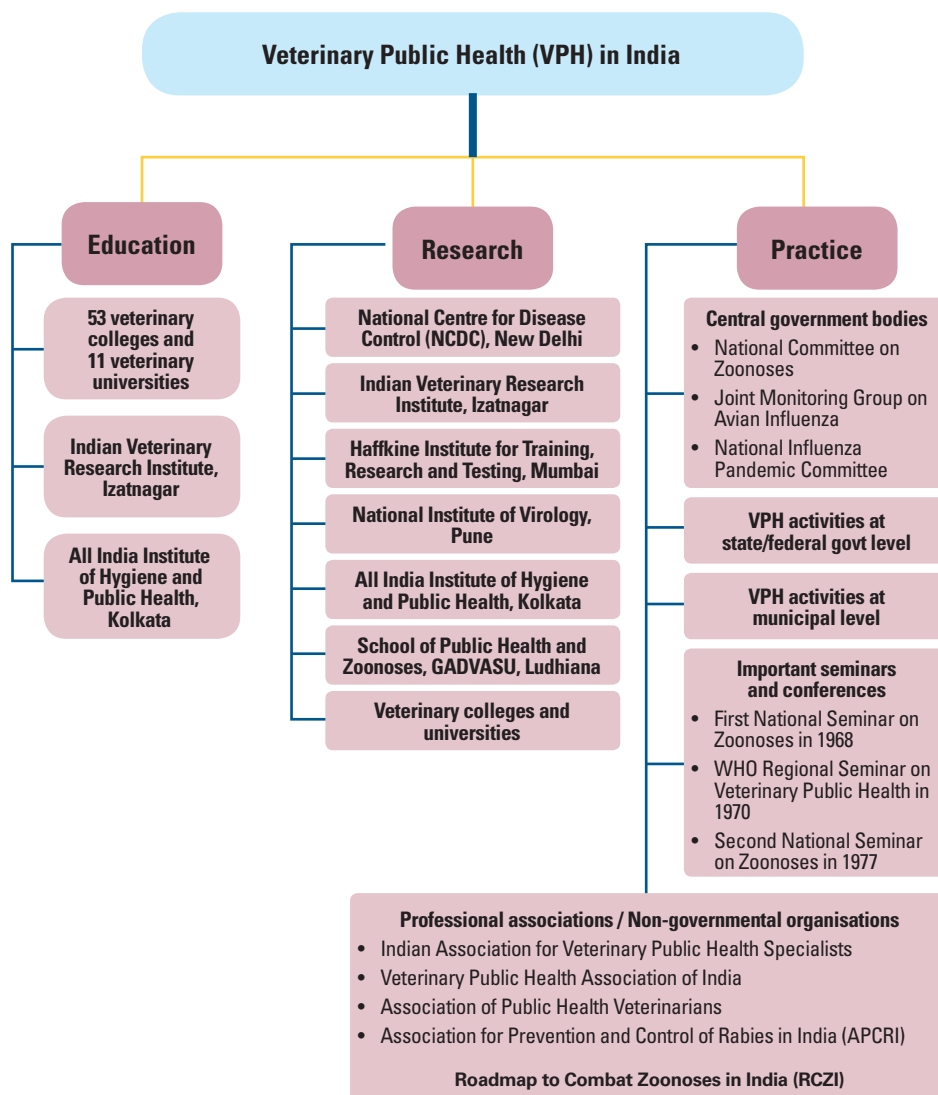 Veterinary Public Health (VPH) in India
Education
53 veterinary
colleges and
11 veterinary
universities
Indian Veterinary
Research Institute,
Izatnagar
All India Institute
of Hygiene and
Public Health,
Kolkata
Research
National Centre for Disease
Control (NCDC), New Delhi
Indian Veterinary Research
Institute, Izatnagar
Haffkine Institute for Training,
Research and Testing, Mumbai
National Institute of Virology,
Pune
All India Institute of Hygiene
and Public Health, Kolkata
School of Public Health and
Zoonoses, GADVASU, Ludhiana
Veterinary colleges and
universities
Practice
Central government bodies
• National Committee on
Zoonoses
• Joint Monitoring Group on
Avian Influenza
• National Influenza
Pandemic Committee
VPH activities at
state/federal govt level
VPH activities at
municipal level
Important seminars
and conferences
• First National Seminar on
Zoonoses in 1968
• WHO Regional Seminar on
Veterinary Public Health in
1970
• Second National Seminar
on Zoonoses in 1977
Professional associations / Non-governmental organisations
• Indian Association for Veterinary Public Health Specialists
• Veterinary Public Health Association of India
• Association of Public Health Veterinarians
• Association for Prevention and Control of Rabies in India (APCRI)
Roadmap to Combat Zoonoses in India (RCZI)